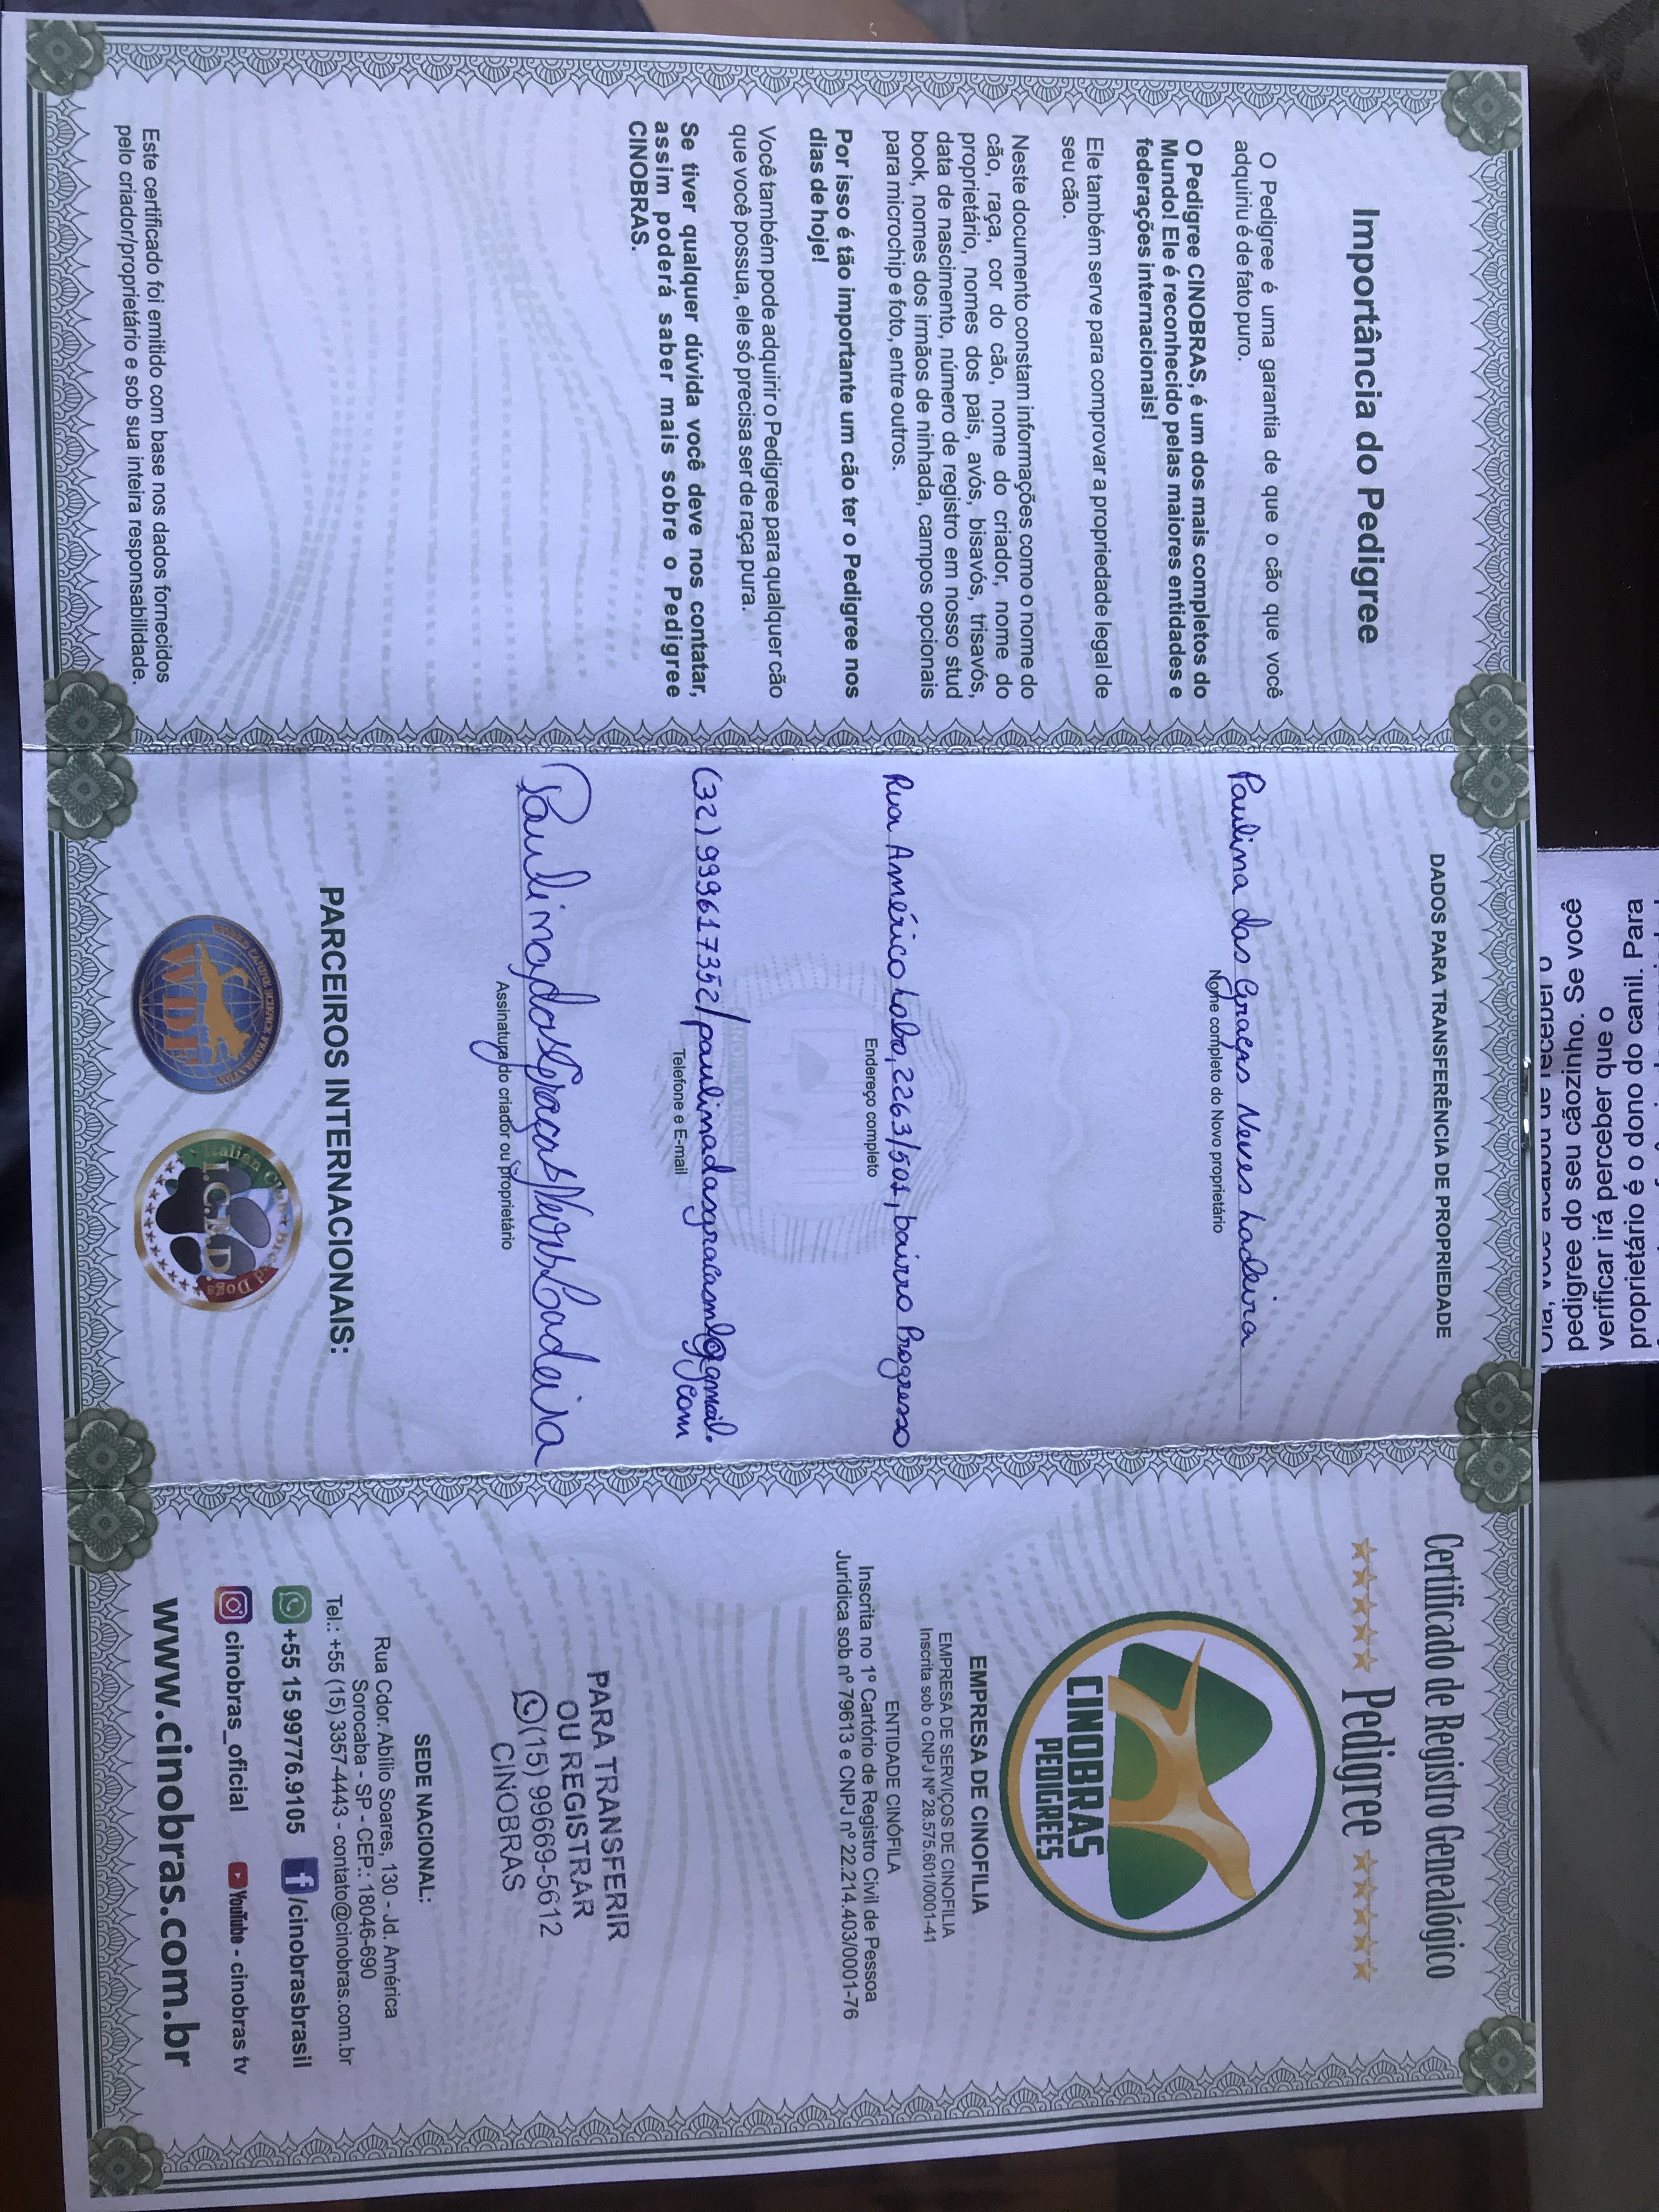 Importância do Pedigree
O Pedigree é uma garantia de que o cão que você
adquiriu é de fato puro.
O Pedigree CINOBRAS, é um dos mais completos do
Mundo! Ele é reconhecido pelas maiores entidades e
federações internacionais!
Ele também serve para comprovar a propriedade legal de
seu cão.
Neste documento constam informações como o nome do
cão, raça, cor do cão, nome do criador, nome do
proprietário, nomes dos pais, avós, bisavós, trisavós,
data de nascimento, número de registro em nosso stud
book, nomes dos irmãos de ninhada, campos opcionais
para microchip e foto, entre outros.
Por isso é tão importante um cão ter o Pedigree nos
dias de hoje!
Você também pode adquirir o Pedigree para qualquer cão
que você possua, ele só precisa ser de raça pura.
Se tiver qualquer dúvida você deve nos contatar,
assim poderá saber mais sobre o Pedigree
CINOBRAS.
Este certificado foi emitido com base nos dados fornecidos
pelo criador/proprietário e sob sua inteira responsabilidade.
DADOS PARA TRANSFERÊNCIA DE PROPRIEDADE
Paulina das Graças Neves Ladeira
Nome completo do Novo proprietário
Rua Américo Lobo, 2263/501, bairro Progresso
Endereço completo
(32) 999617352/paulinadasgracasnl@gmail.
com
Telefone e E-mail
Paulina das Graças Neves Ladeira
Assinatura do criador ou proprietário
PARCEIROS INTERNACIONAIS:
WORLD CANINE SCIENCE FEDERATION
WDF
Italian Club Breed Dogs
I.C.B.D.
Certificado de Registro Genealógico
Pedigree
CINOBRAS
PEDIGREES
EMPRESA DE CINOFILIA
EMPRESA DE SERVIÇOS DE CINOFILIA
Inscrita sob o CNPJ Nº 28.575.601/0001-41
ENTIDADE CINÓFILA
Inscrita no 1º Cartório de Registro Civil de Pessoa
Jurídica sob nº 79613 e CNPJ nº 22.214.403/0001-76
PARA TRANSFERIR
OU REGISTRAR
(15) 99669-5612
CINOBRAS
SEDE NACIONAL:
Rua Cdor. Abílio Soares, 130 - Jd. América
Sorocaba - SP - CEP.: 18046-690
Tel.: +55 (15) 3357-4443 - contato@cinobras.com.br
+55 15 99776.9105 f /cinobrasbrasil
cinobras_oficial YouTube - cinobras tv
www.cinobras.com.br
pedigree do seu cãozinho. Se você
verificar irá perceber que o
proprietário é o dono do canil. Para